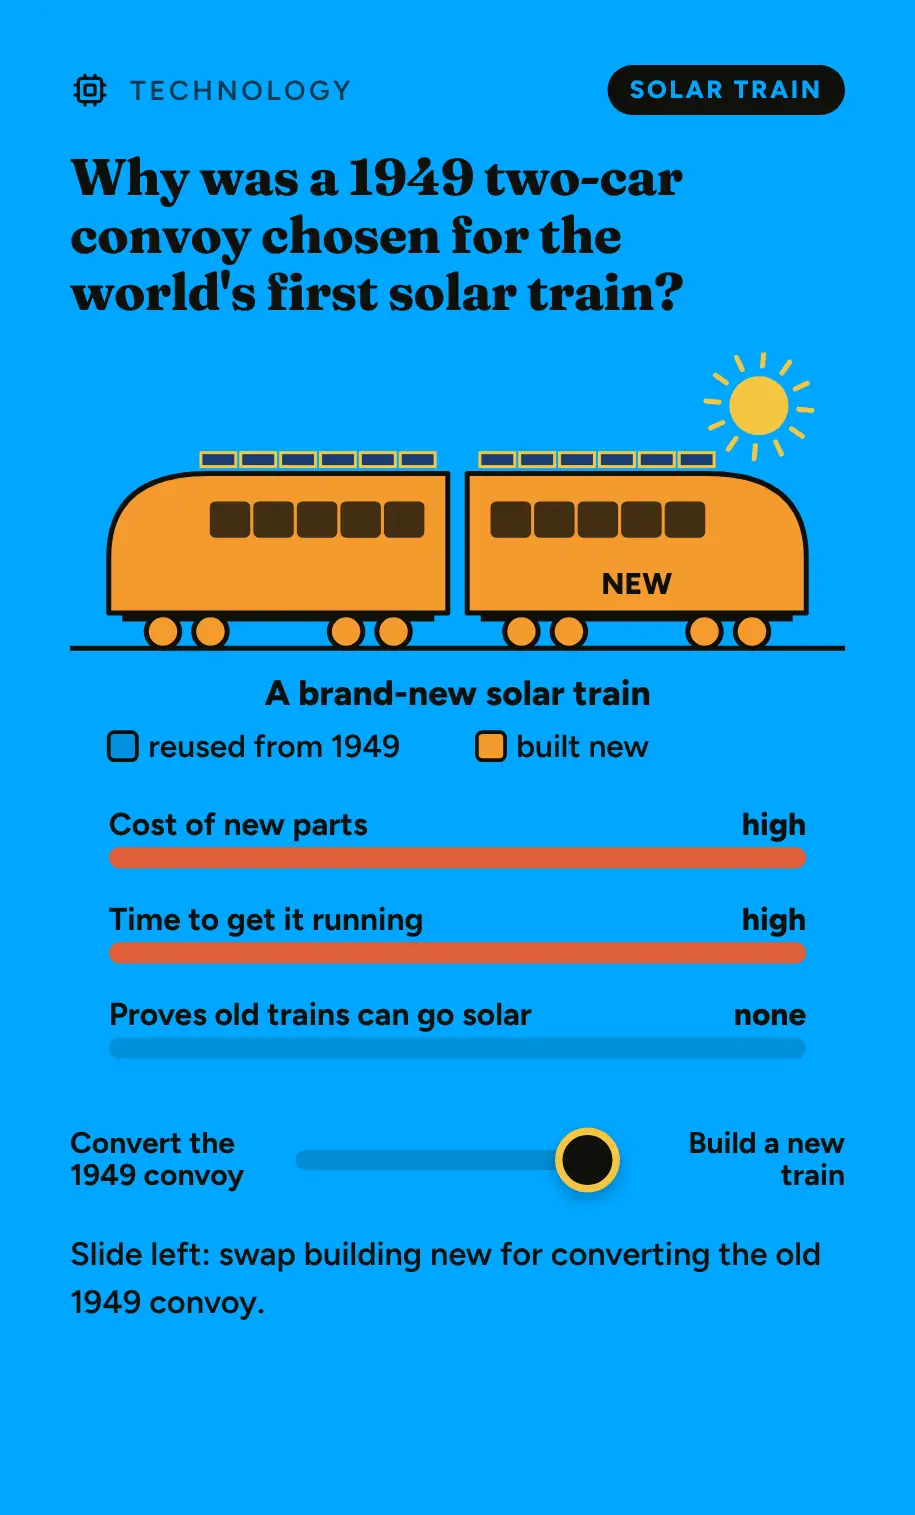 TECHNOLOGY
SOLAR TRAIN
Why was a 1949 two-car
convoy chosen for the
world's first solar train?
NEW
A brand-new solar train
reused from 1949
built new
Cost of new parts
high
Time to get it running
high
Proves old trains can go solar
none
Convert the
1949 convoy
Build a new
train
Slide left: swap building new for converting the old
1949 convoy.